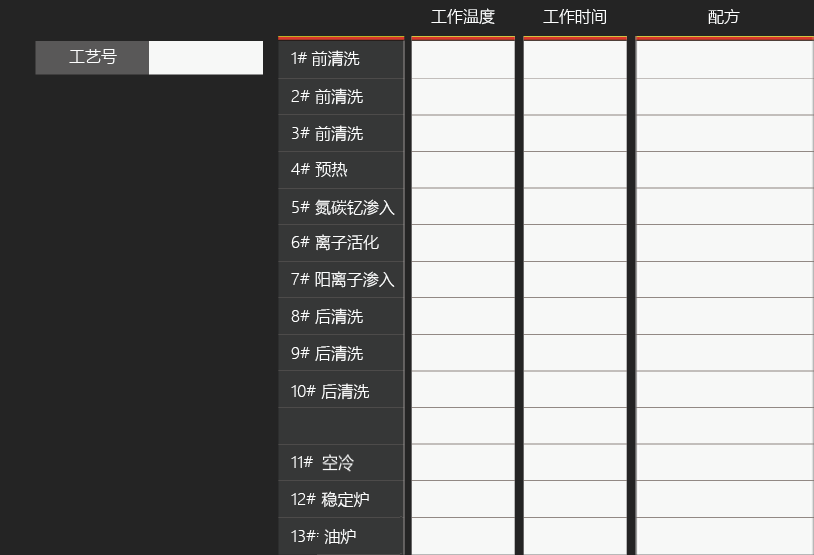 工作温度 工作时间 配方
工艺号
1# 前清洗
2# 前清洗
3# 前清洗
4# 预热
5# 氮碳钇渗入
6# 离子活化
7# 阳离子渗入
8# 后清洗
9# 后清洗
10# 后清洗
11# 空冷
12# 稳定炉
13#: 油炉